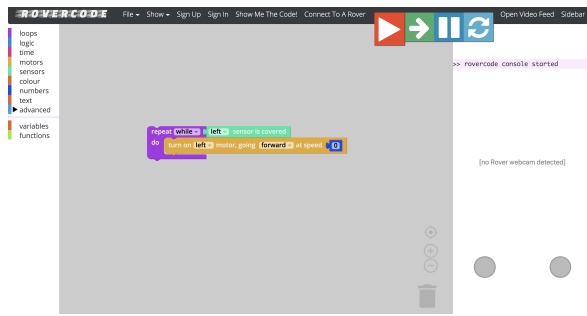 ROVERCODE File Show Sign Up Sign In Show Me The Code! Connect To A Rover Open Video Feed Sidebar
loops
logic
time
motors
sensors
colour
numbers
text
advanced
variables
functions
>> rovercode console started
repeat while left sensor is covered
do turn on left motor, going forward at speed 0
[no Rover webcam detected]